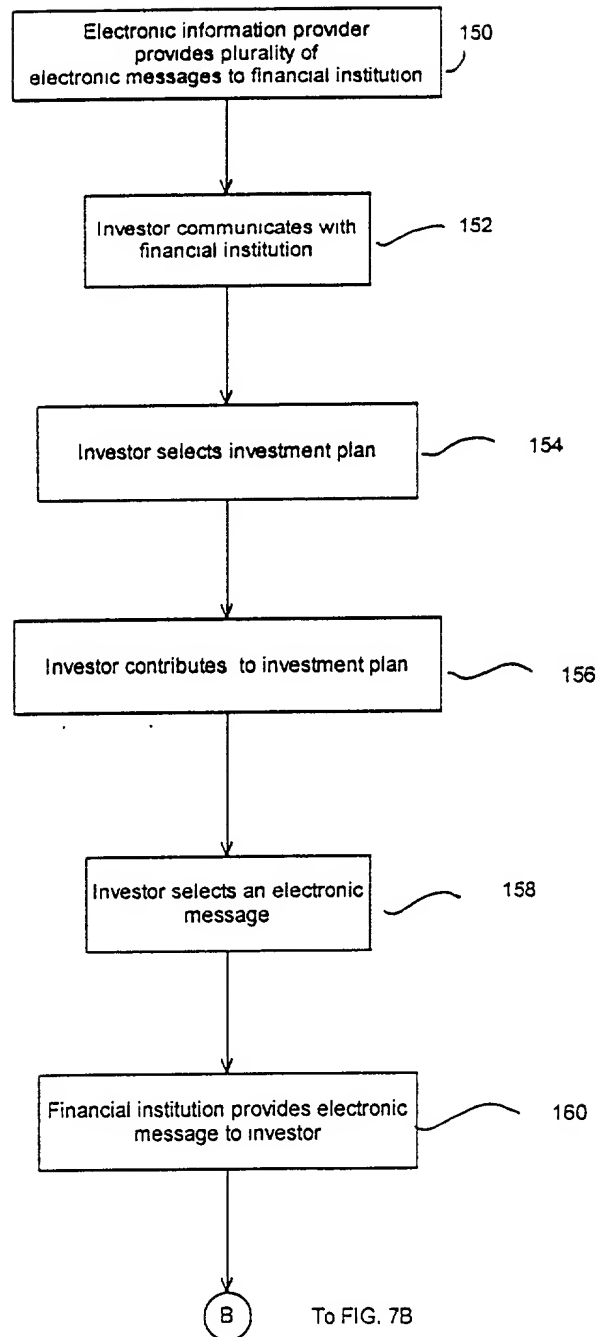 Electronic information provider
provides plurality of
electronic messages to financial institution
150
Investor communicates with
financial institution
152
Investor selects investment plan
154
Investor contributes to investment plan
156
Investor selects an electronic
message
158
Financial institution provides electronic
message to investor
160
B
To FIG. 7B